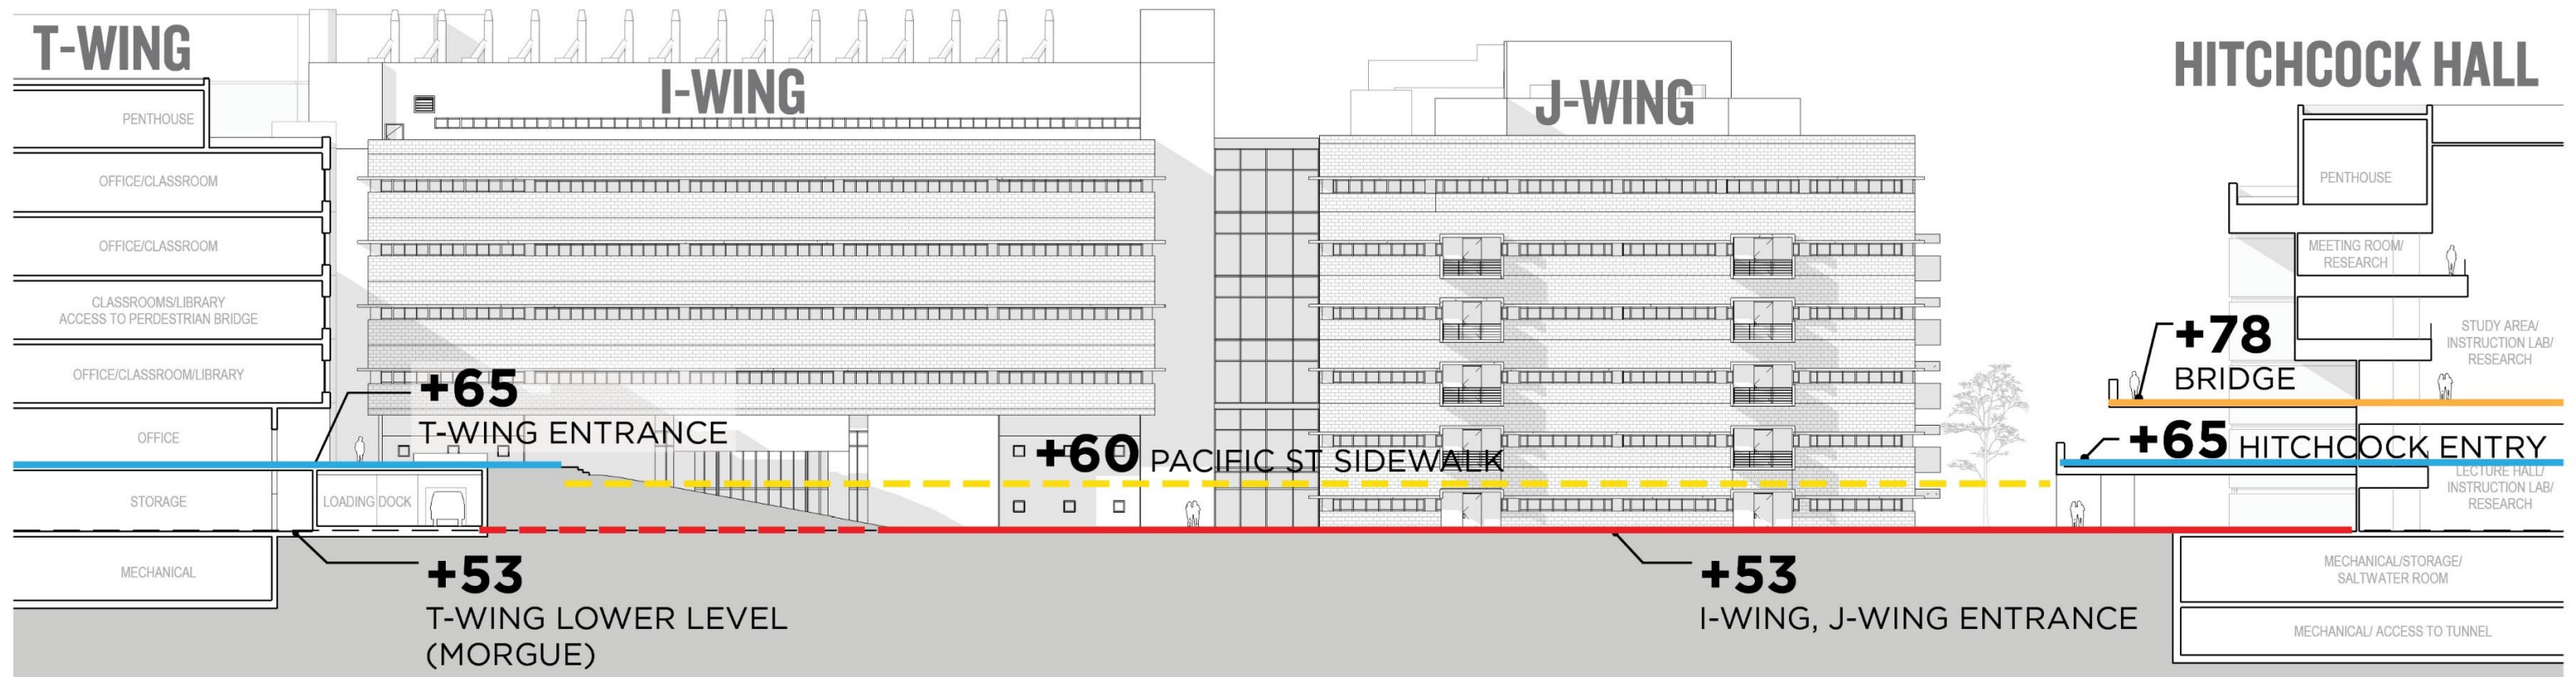 T-WING
I-WING
J-WING
HITCHCOCK HALL
PENTHOUSE
OFFICE/CLASSROOM
OFFICE/CLASSROOM
CLASSROOMS/LIBRARY
ACCESS TO PERDESTRIAN BRIDGE
OFFICE/CLASSROOM/LIBRARY
OFFICE
STORAGE
LOADING DOCK
MECHANICAL
+65
T-WING ENTRANCE
+53
T-WING LOWER LEVEL
(MORGUE)
+60 PACIFIC ST SIDEWALK
+53
I-WING, J-WING ENTRANCE
+78
BRIDGE
+65 HITCHCOCK ENTRY
PENTHOUSE
MEETING ROOM/
RESEARCH
STUDY AREA/
INSTRUCTION LAB/
RESEARCH
LECTURE HALL/
INSTRUCTION LAB/
RESEARCH
MECHANICAL/STORAGE/
SALTWATER ROOM
MECHANICAL/ ACCESS TO TUNNEL